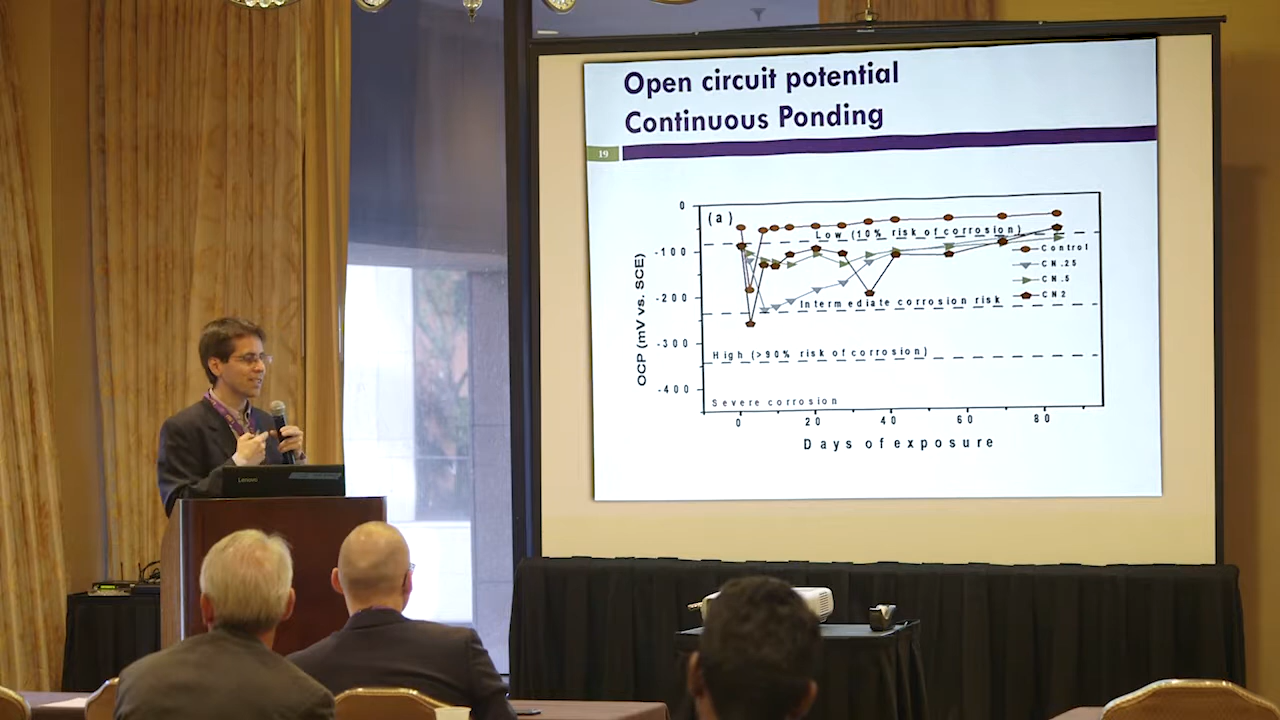 Open circuit potential
Continuous Ponding
19
(a)
Low (10% risk of corrosion)
Control
CN.25
CN.5
CN2
Intermediate corrosion risk
High (>90% risk of corrosion)
Severe corrosion
0
-100
-200
-300
-400
OCP (mV vs. SCE)
0 20 40 60 80
Days of exposure
Lenovo